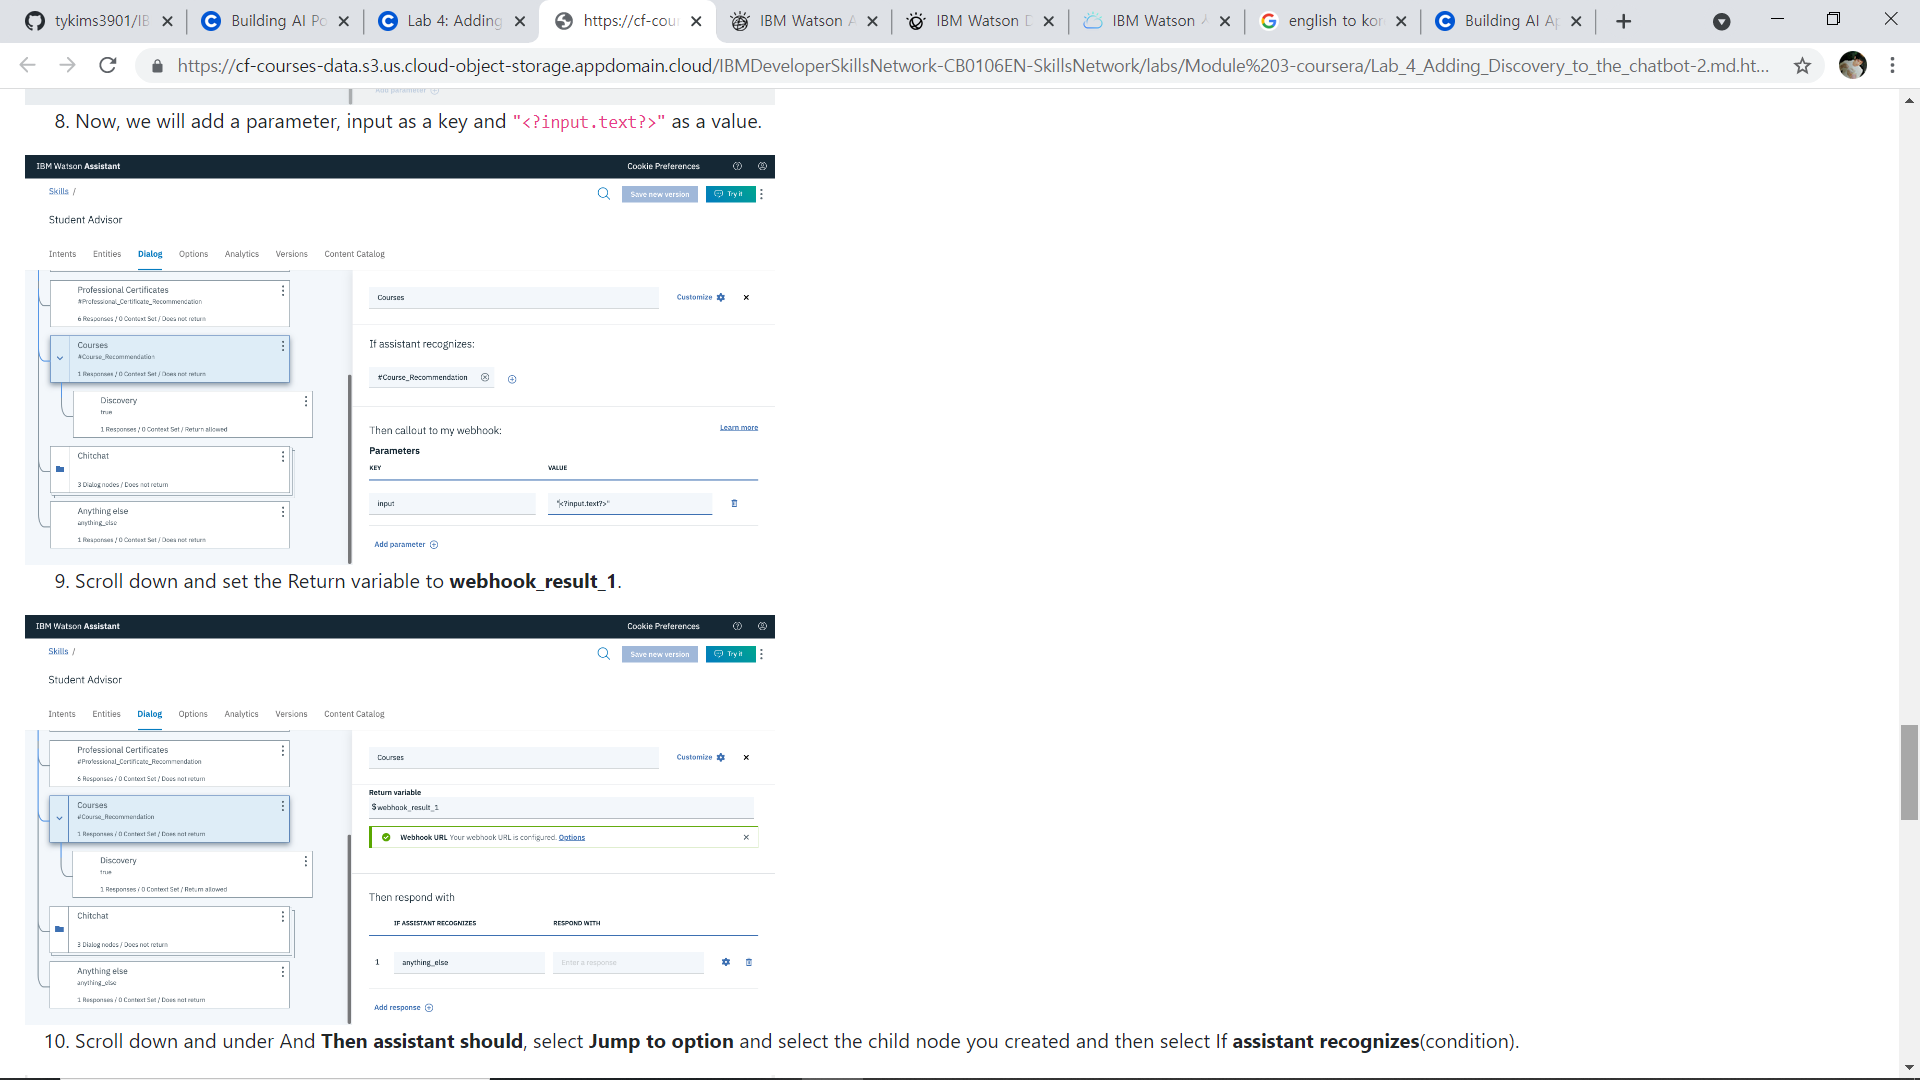 tykims3901/IB
Building AI Po
Lab 4: Adding
https://cf-cour
IBM Watson A
IBM Watson D
IBM Watson A
english to kor
Building AI Ap
https://cf-courses-data.s3.us.cloud-object-storage.appdomain.cloud/IBMDeveloperSkillsNetwork-CB0106EN-SkillsNetwork/labs/Module%203-coursera/Lab_4_Adding_Discovery_to_the_chatbot-2.md.ht...
Add parameter
8. Now, we will add a parameter, input as a key and "<?input.text?>" as a value.
IBM Watson Assistant
Cookie Preferences
Skills /
Save new version
Try it
Student Advisor
Intents Entities Dialog Options Analytics Versions Content Catalog
Professional Certificates
#Professional_Certificate_Recommendation
6 Responses / 0 Context Set / Does not return
Courses
#Course_Recommendation
1 Responses / 0 Context Set / Does not return
Discovery
true
1 Responses / 0 Context Set / Return allowed
Chitchat
3 Dialog nodes / Does not return
Anything else
anything_else
1 Responses / 0 Context Set / Does not return
Courses
Customize
If assistant recognizes:
#Course_Recommendation
Then callout to my webhook:
Learn more
Parameters
KEY VALUE
input "<?input.text?>"
Add parameter
9. Scroll down and set the Return variable to webhook_result_1.
IBM Watson Assistant
Cookie Preferences
Skills /
Save new version
Try it
Student Advisor
Intents Entities Dialog Options Analytics Versions Content Catalog
Professional Certificates
#Professional_Certificate_Recommendation
6 Responses / 0 Context Set / Does not return
Courses
#Course_Recommendation
1 Responses / 0 Context Set / Does not return
Discovery
true
1 Responses / 0 Context Set / Return allowed
Chitchat
3 Dialog nodes / Does not return
Anything else
anything_else
1 Responses / 0 Context Set / Does not return
Courses
Customize
Return variable
$webhook_result_1
Webhook URL Your webhook URL is configured. Options
Then respond with
IF ASSISTANT RECOGNIZES RESPOND WITH
1 anything_else Enter a response
Add response
10. Scroll down and under And Then assistant should, select Jump to option and select the child node you created and then select If assistant recognizes(condition).